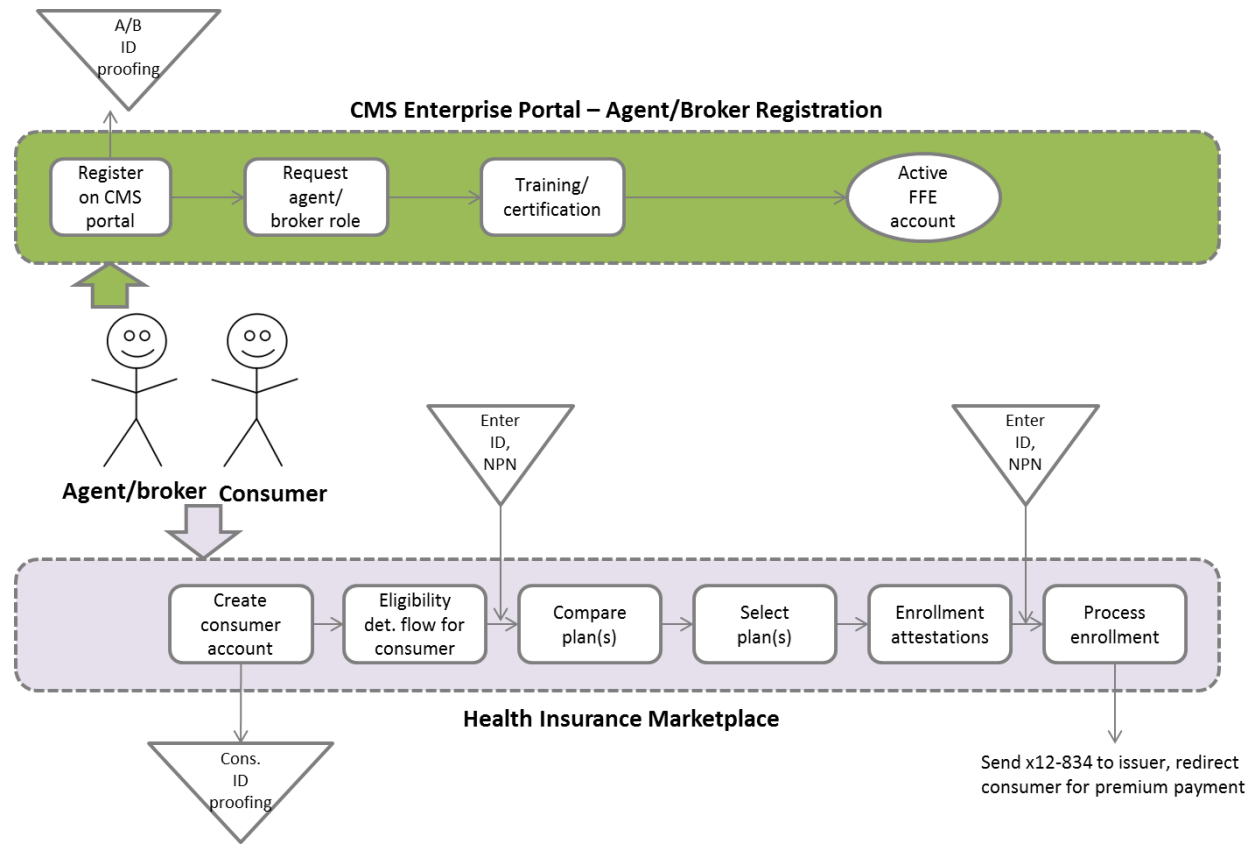 A/B
ID
proofing
CMS Enterprise Portal – Agent/Broker Registration
Register
on CMS
portal
Request
agent/
broker role
Training/
certification
Active
FFE
account
Agent/broker
Consumer
Enter
ID,
NPN
Enter
ID,
NPN
Create
consumer
account
Eligibility
det. flow for
consumer
Compare
plan(s)
Select
plan(s)
Enrollment
attestations
Process
enrollment
Health Insurance Marketplace
Cons.
ID
proofing
Send x12-834 to issuer, redirect
consumer for premium payment